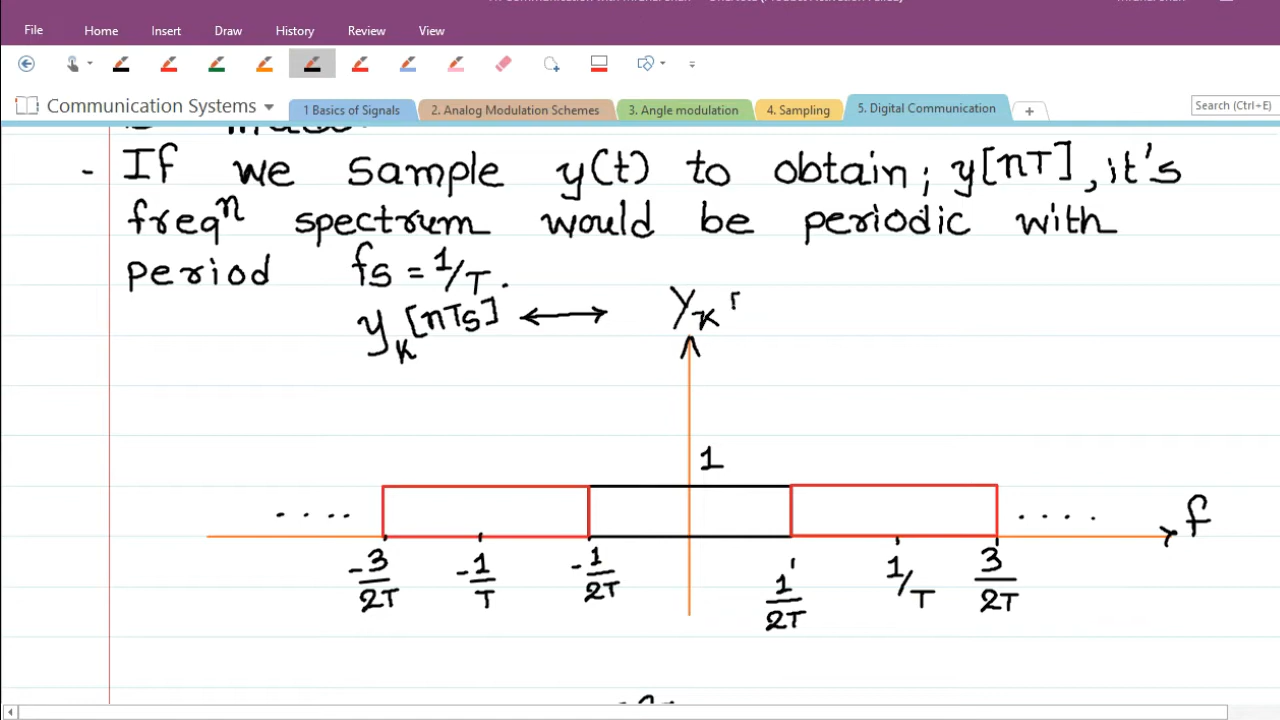 File Home Insert Draw History Review View
Communication Systems 1 Basics of Signals 2. Analog Modulation Schemes 3. Angle modulation 4. Sampling 5. Digital Communication Search (Ctrl+E)
- If we sample y(t) to obtain; y[nT], it's
freqⁿ spectrum would be periodic with
period fs = 1/T.
yₖ[nTs] ⟷ Yₖ
1
.... .... f
-3/2T -1/T -1/2T 1/2T 1/T 3/2T